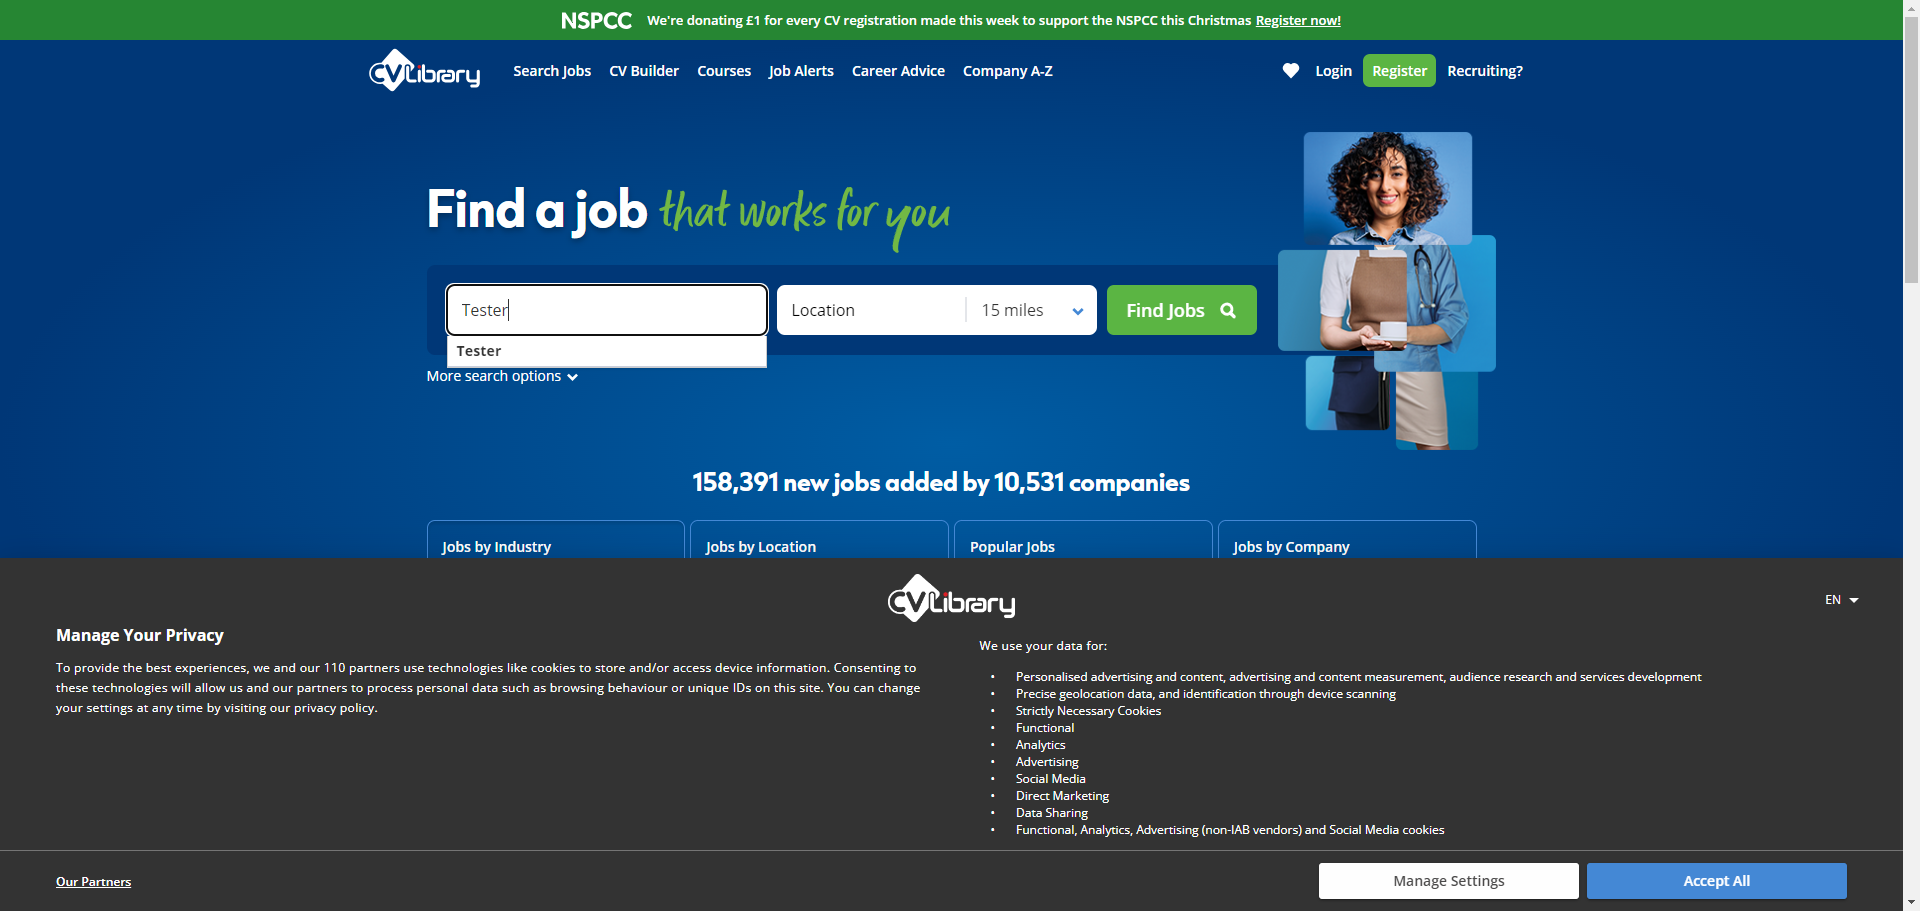 NSPCC We're donating £1 for every CV registration made this week to support the NSPCC this Christmas Register now!
CVLibrary Search Jobs CV Builder Courses Job Alerts Career Advice Company A-Z Login Register Recruiting?
Find a job that works for you
Tester Location 15 miles Find Jobs
Tester
More search options
158,391 new jobs added by 10,531 companies
Jobs by Industry Jobs by Location Popular Jobs Jobs by Company
CVLibrary
EN
Manage Your Privacy
To provide the best experiences, we and our 110 partners use technologies like cookies to store and/or access device information. Consenting to
these technologies will allow us and our partners to process personal data such as browsing behaviour or unique IDs on this site. You can change
your settings at any time by visiting our privacy policy.
We use your data for:
• Personalised advertising and content, advertising and content measurement, audience research and services development
• Precise geolocation data, and identification through device scanning
• Strictly Necessary Cookies
• Functional
• Analytics
• Advertising
• Social Media
• Direct Marketing
• Data Sharing
• Functional, Analytics, Advertising (non-IAB vendors) and Social Media cookies
Our Partners Manage Settings Accept All